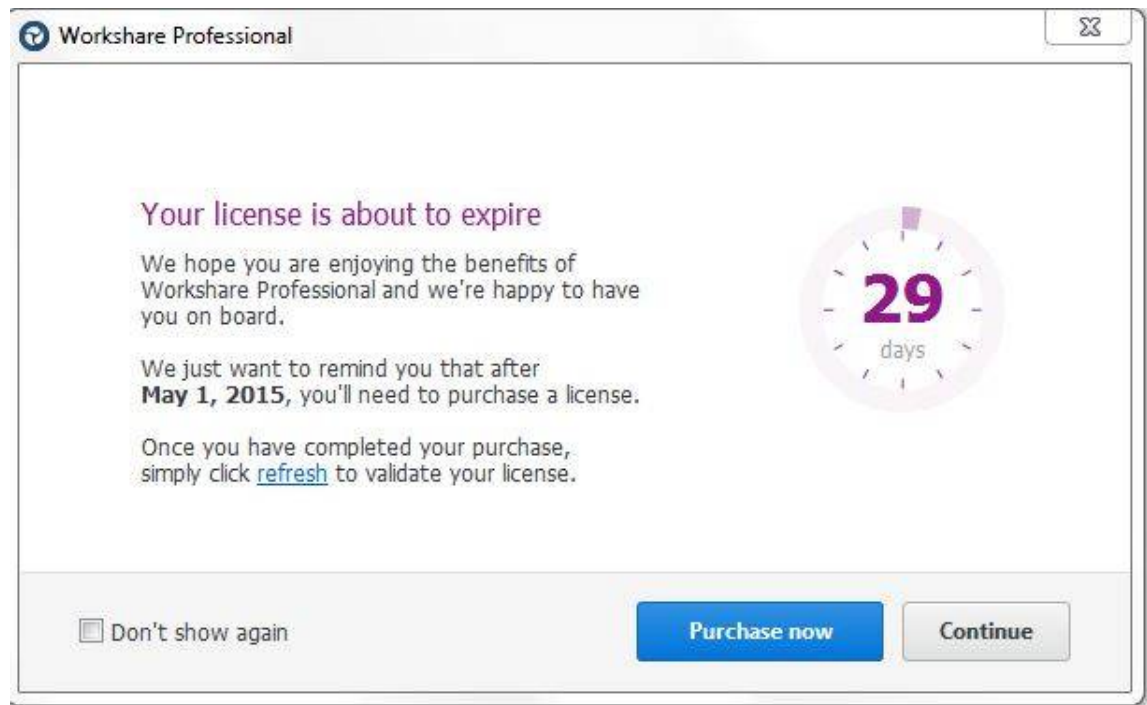 Workshare Professional
Your license is about to expire
We hope you are enjoying the benefits of
Workshare Professional and we're happy to have
you on board.
29
days
We just want to remind you that after
May 1, 2015, you'll need to purchase a license.
Once you have completed your purchase,
simply click refresh to validate your license.
Don't show again
Purchase now
Continue